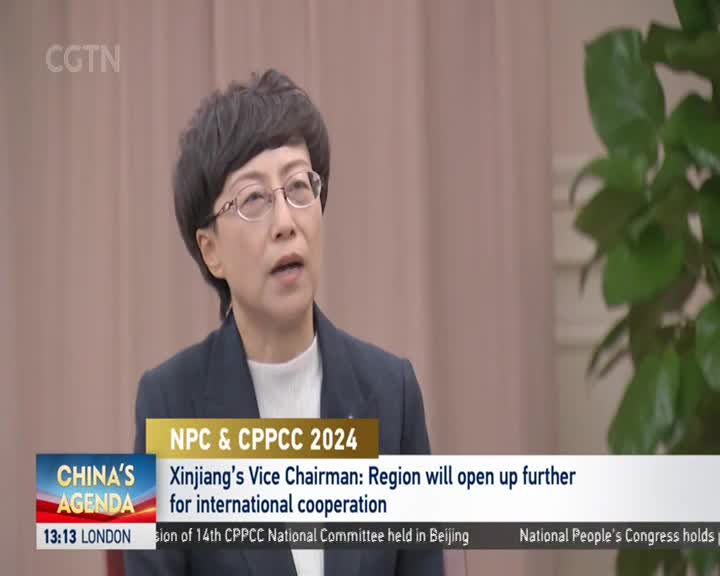 CGTN
NPC & CPPCC 2024
CHINA'S
AGENDA
Xinjiang's Vice Chairman: Region will open up further
for international cooperation
13:13 LONDON
sion of 14th CPPCC National Committee held in Beijing
National People's Congress holds